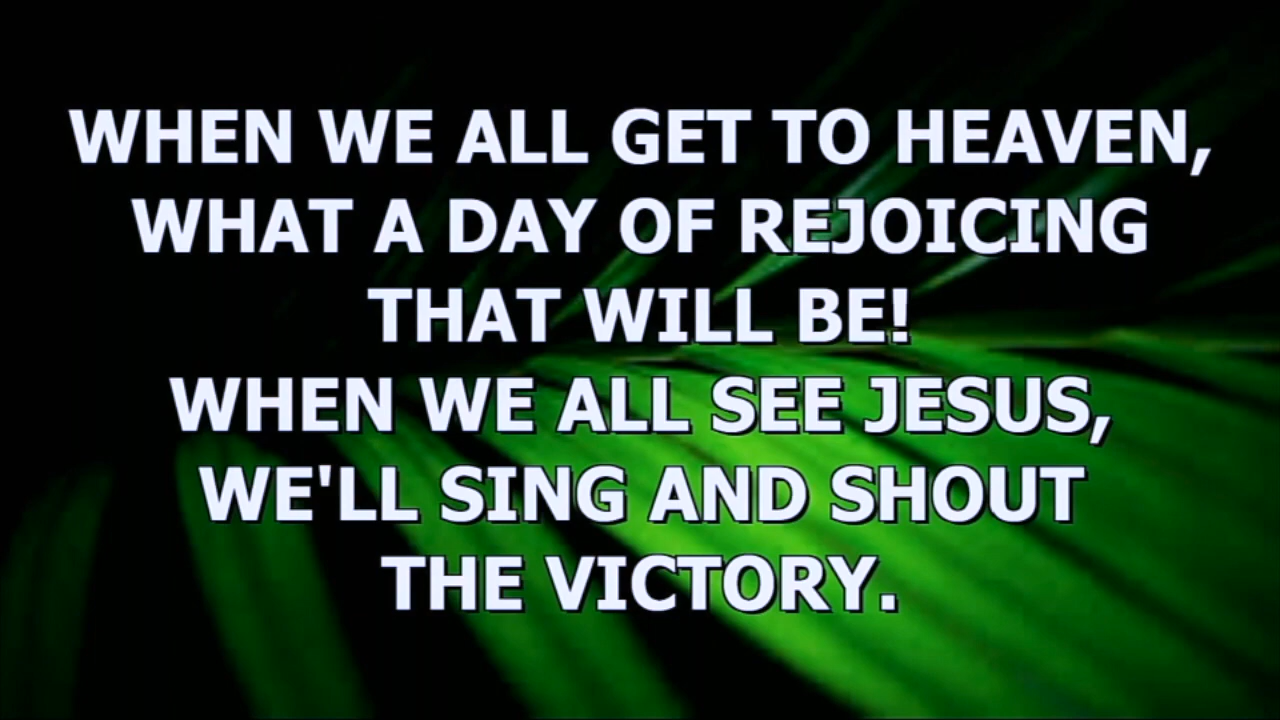 WHEN WE ALL GET TO HEAVEN,
WHAT A DAY OF REJOICING
THAT WILL BE!
WHEN WE ALL SEE JESUS,
WE'LL SING AND SHOUT
THE VICTORY.